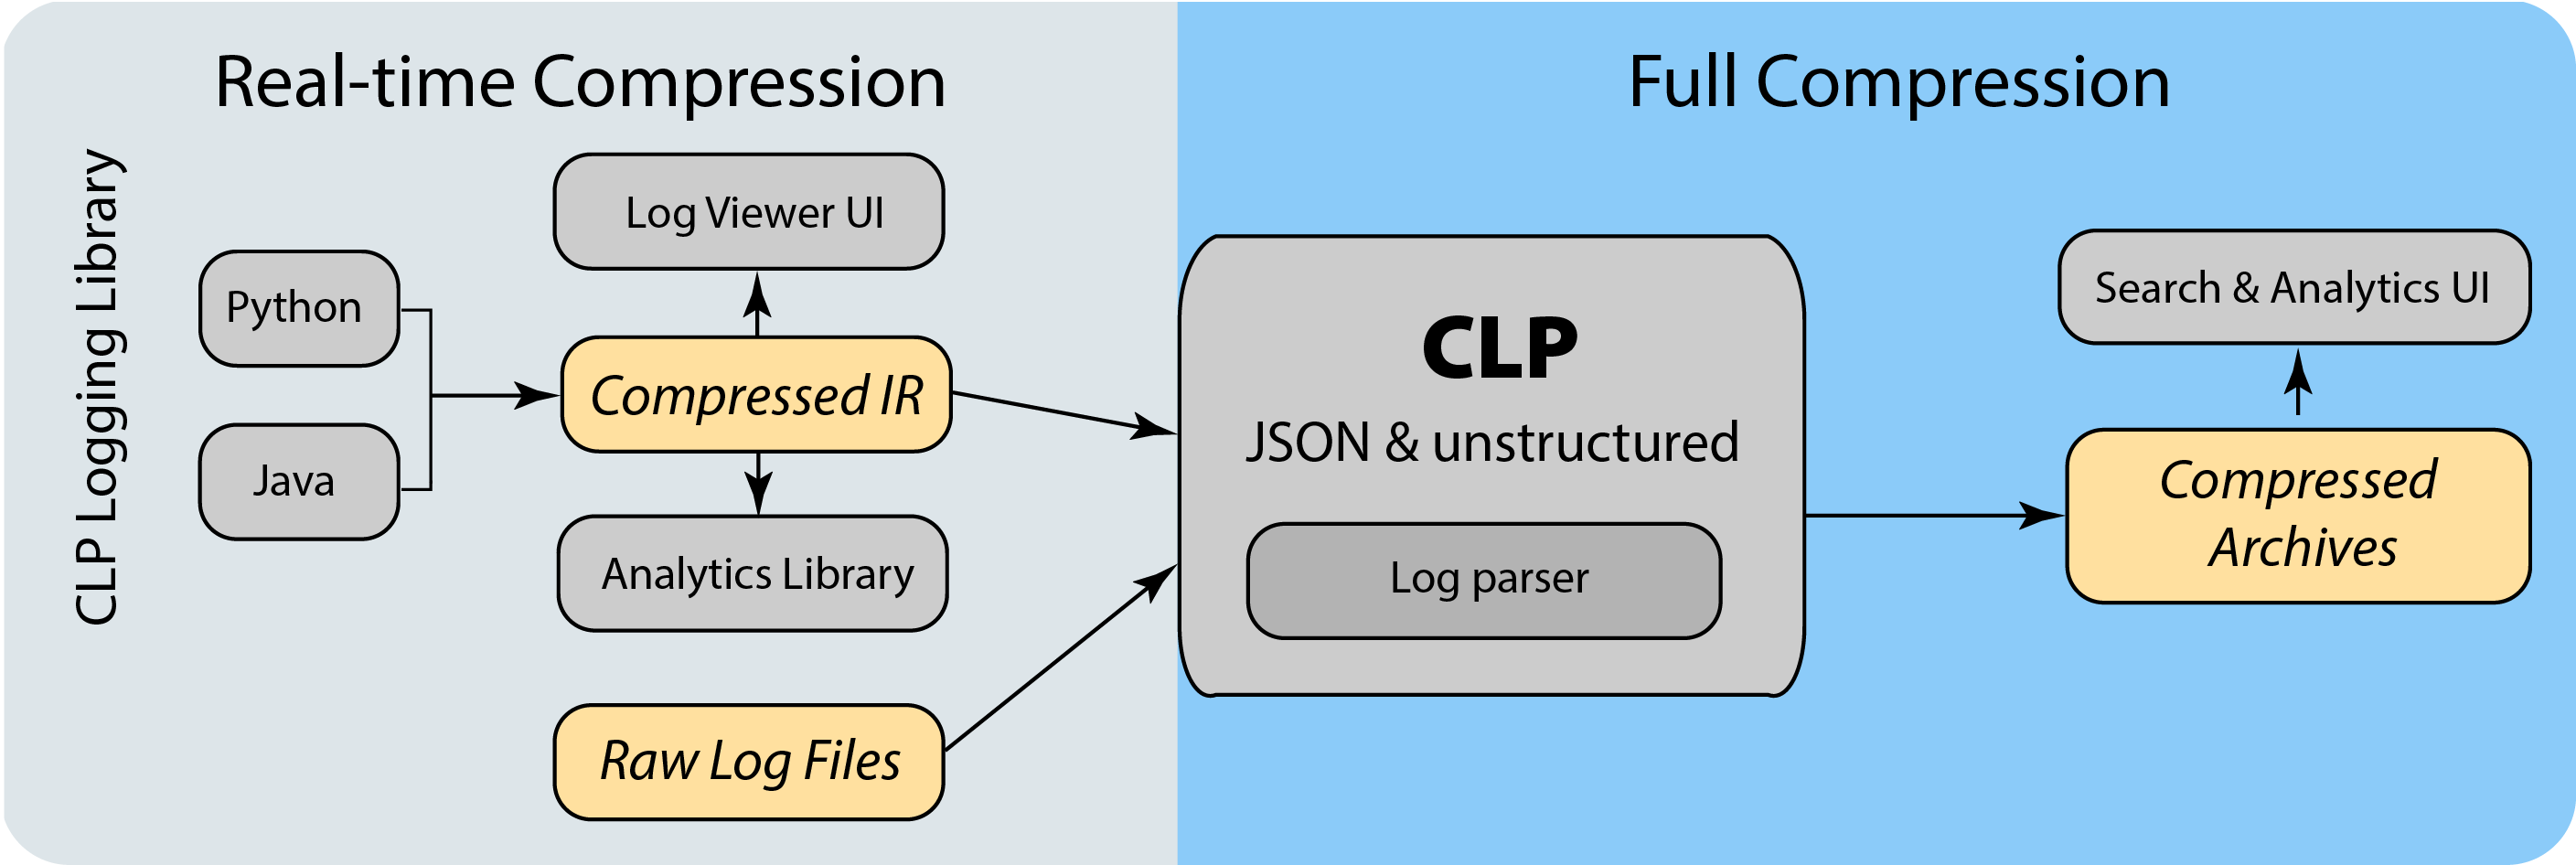 Real-time Compression
Full Compression
CLP Logging Library
Python
Java
Log Viewer UI
Compressed IR
Analytics Library
Raw Log Files
CLP
JSON & unstructured
Log parser
Search & Analytics UI
Compressed
Archives